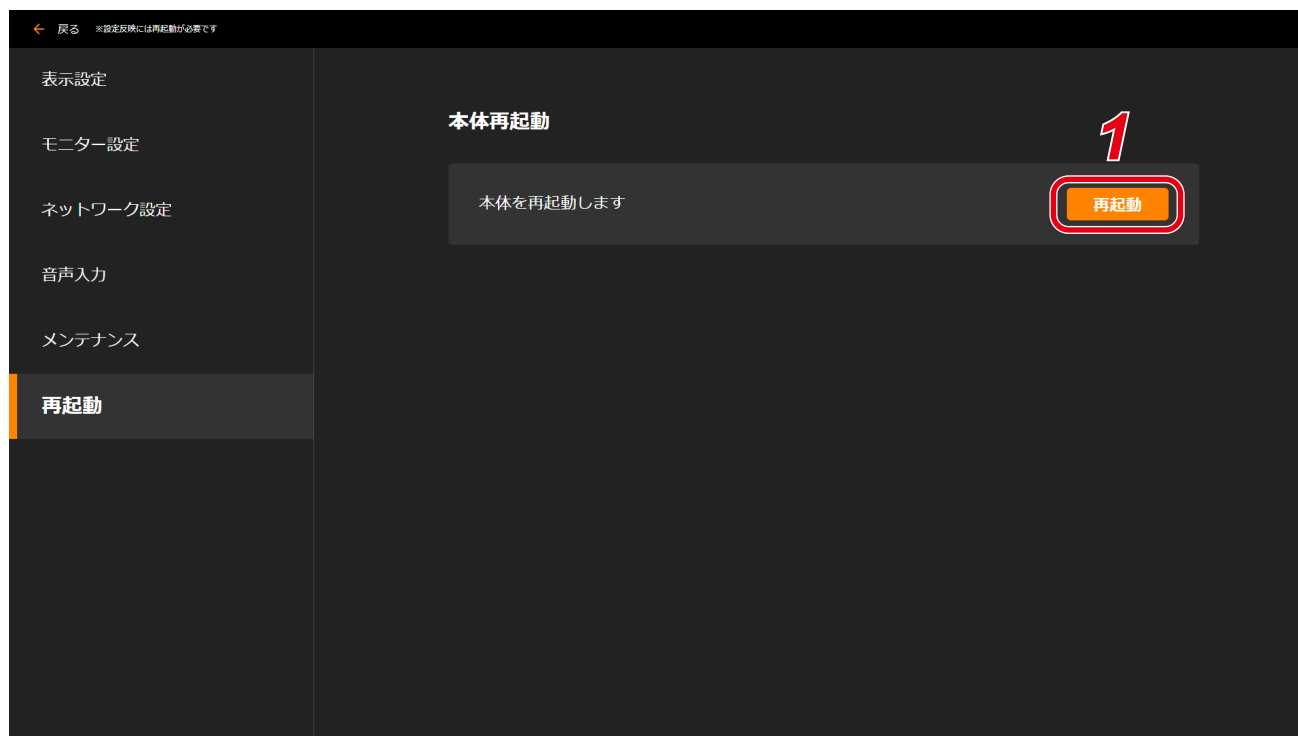 ← 戻る ※設定反映には再起動が必要です
表示設定
モニター設定
ネットワーク設定
音声入力
メンテナンス
再起動
本体再起動
1
本体を再起動します
再起動